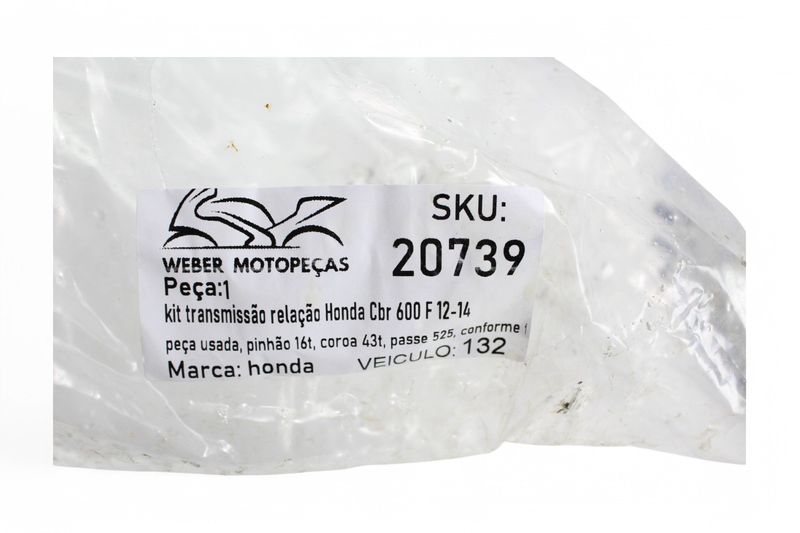 SKU:
20739
WEBER MOTOPEÇAS
Peça:1
kit transmissão relação Honda Cbr 600 F 12-14
peça usada, pinhão 16t, coroa 43t, passe 525, conforme
Marca: honda VEICULO: 132